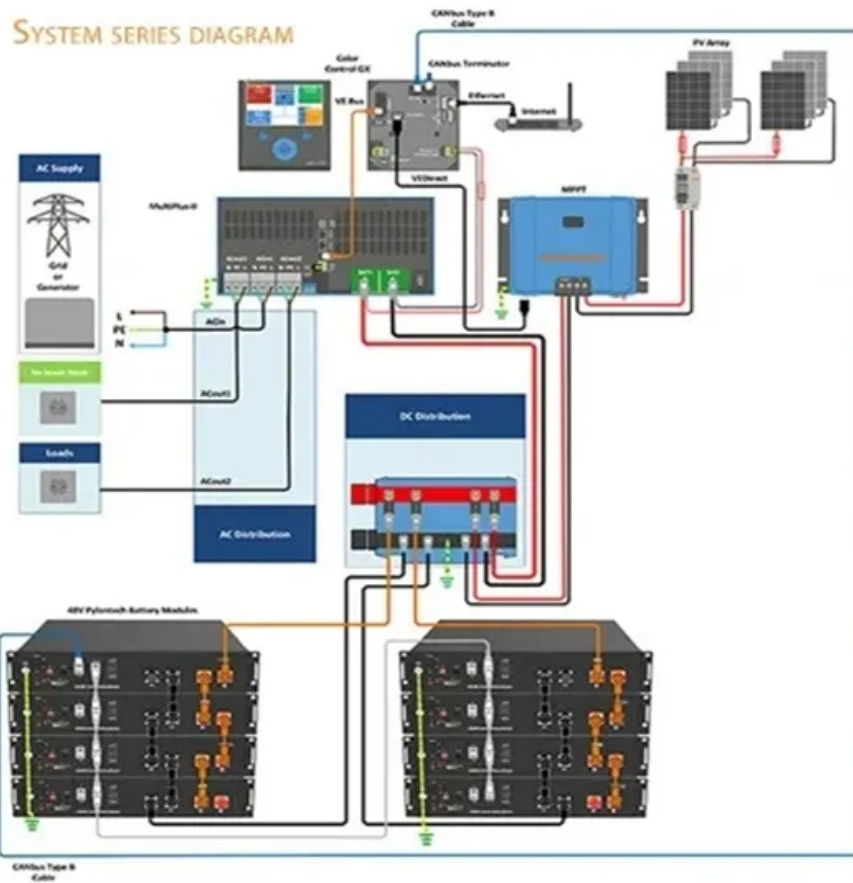 SYSTEM SERIES DIAGRAM
CANbus Type B
Cable
Color
Control GX
CANbus Terminator
PV Array
VE Bus
Ethernet
Internet
AC Supply
VEDirect
MPPT
MultiPlus-II
Grid
or
Generator
L
PE
N
ACin
ACout1
DC Distribution
Loads
ACout2
AC Distribution
48V Pylontech Battery Modules
CANbus Type B
Cable